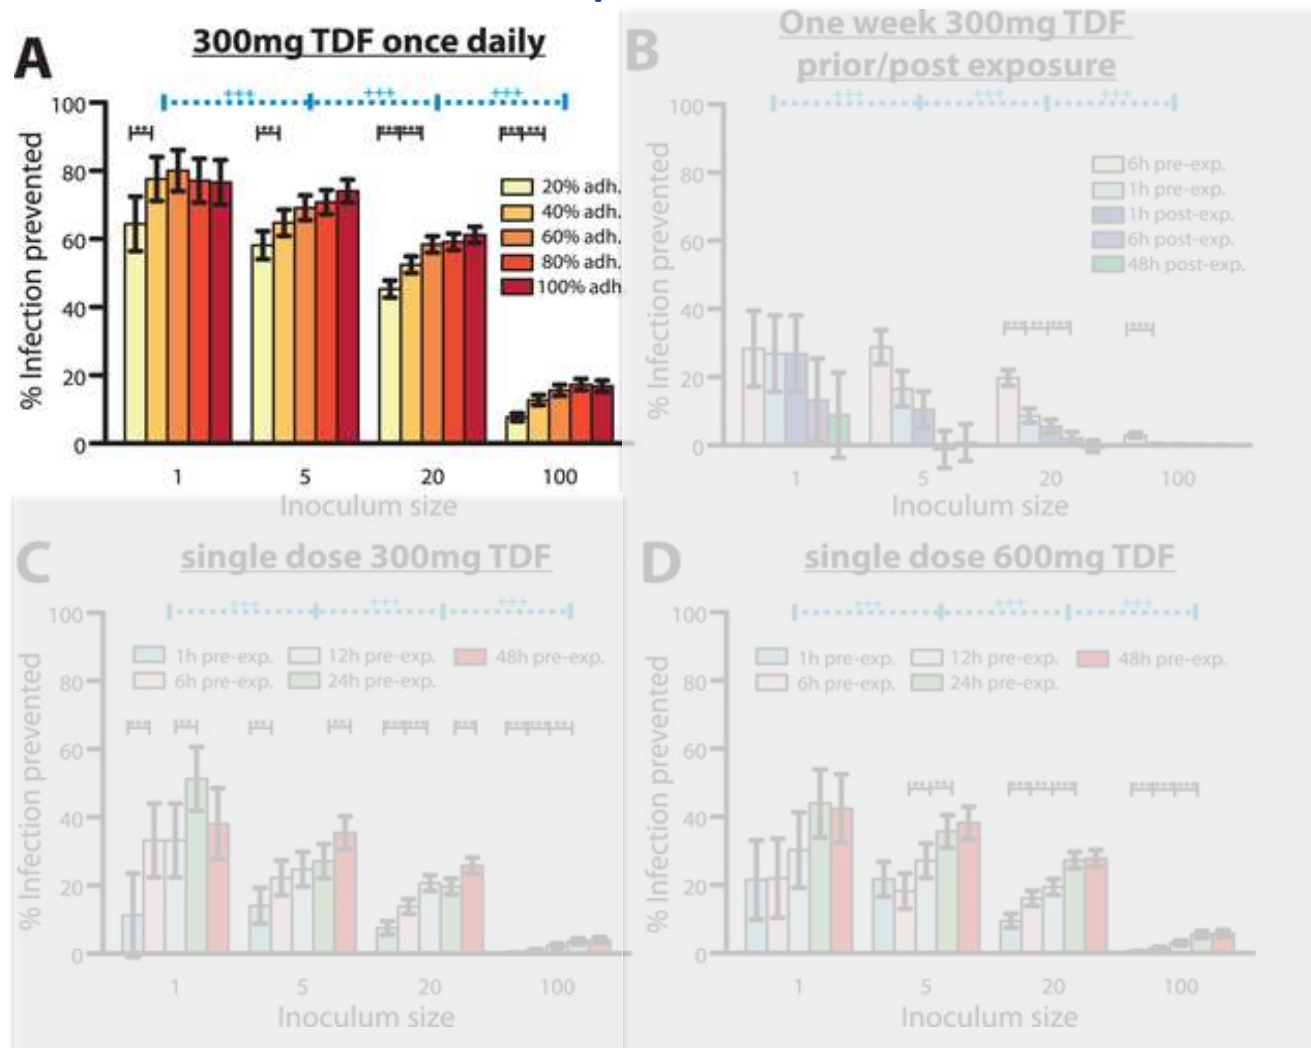 A
300mg TDF once daily
+++ +++ +++
100
80
60
40
20
0
% Infection prevented
20% adh.
40% adh.
60% adh.
80% adh.
100% adh.
1 5 20 100
Inoculum size
B
One week 300mg TDF
prior/post exposure
+++ +++ +++
100
80
60
40
20
0
% Infection prevented
6h pre-exp.
1h pre-exp.
1h post-exp.
6h post-exp.
48h post-exp.
1 5 20 100
Inoculum size
C
single dose 300mg TDF
+++ +++ +++
100
80
60
40
20
0
% Infection prevented
1h pre-exp. 12h pre-exp. 48h pre-exp.
6h pre-exp. 24h pre-exp.
1 5 20 100
Inoculum size
D
single dose 600mg TDF
+++ +++ +++
100
80
60
40
20
0
% Infection prevented
1h pre-exp. 12h pre-exp. 48h pre-exp.
6h pre-exp. 24h pre-exp.
1 5 20 100
Inoculum size